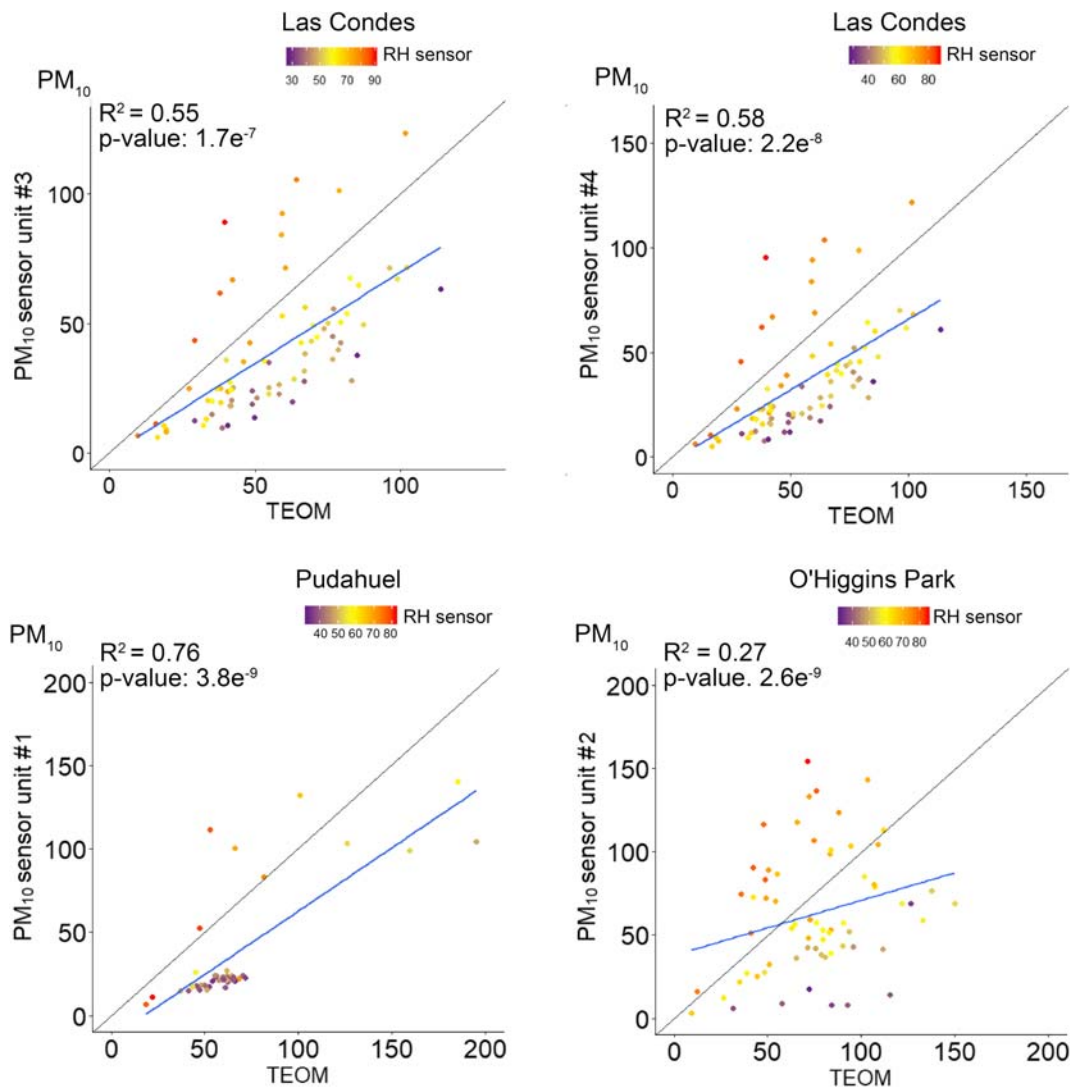 Las Condes
RH sensor
30 50 70 90
PM₁₀
R² = 0.55
p-value: 1.7e⁻⁷
PM₁₀ sensor unit #3
100
50
0
0 50 100
TEOM
Las Condes
RH sensor
40 60 80
PM₁₀
R² = 0.58
p-value: 2.2e⁻⁸
PM₁₀ sensor unit #4
150
100
50
0
0 50 100 150
TEOM
Pudahuel
RH sensor
40 50 60 70 80
PM₁₀
R² = 0.76
p-value: 3.8e⁻⁹
PM₁₀ sensor unit #1
200
150
100
50
0
0 50 100 150 200
TEOM
O'Higgins Park
RH sensor
40 50 60 70 80
PM₁₀
R² = 0.27
p-value. 2.6e⁻⁹
PM₁₀ sensor unit #2
200
150
100
50
0
0 50 100 150 200
TEOM